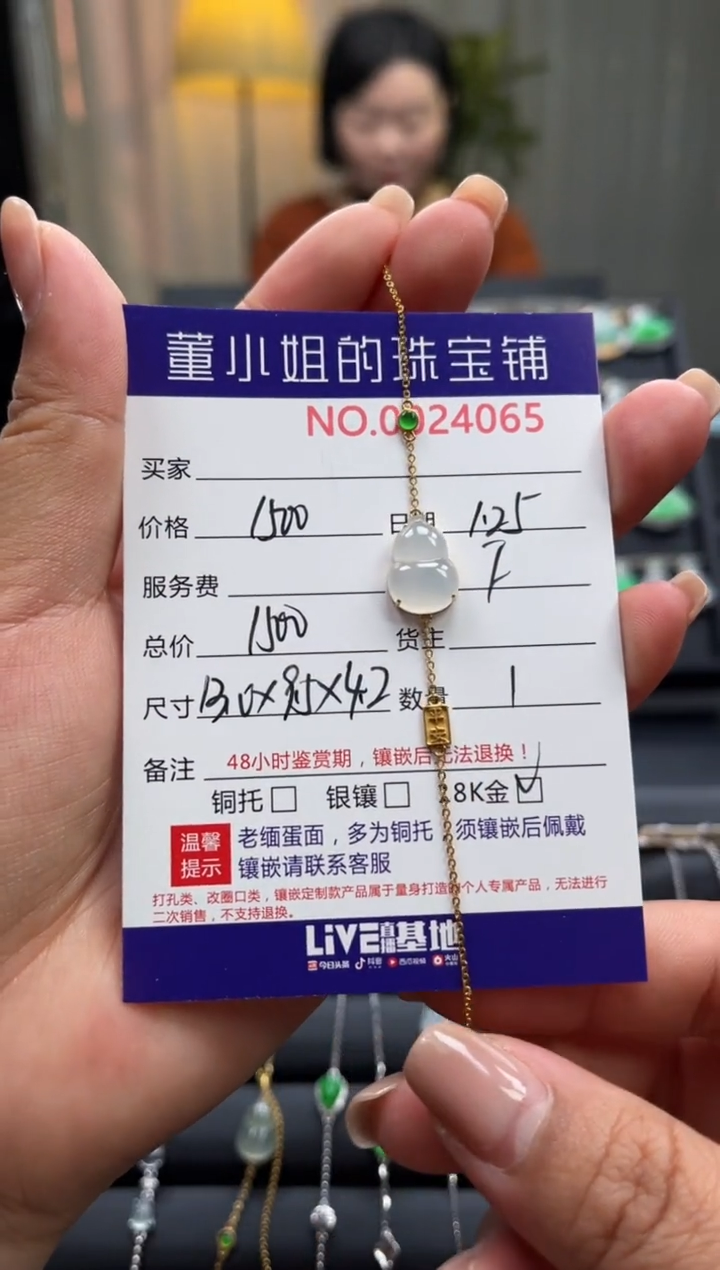 董小姐的珠宝铺
NO.0024065
买家
价格 1500 日期 1.25
服务费 下
总价 1500 货主
尺寸 数量 1
备注 48小时鉴赏期，镶嵌后无法退换！
铜托 银镶 18K金
温馨提示 老缅蛋面，多为铜托，须镶嵌后佩戴
镶嵌请联系客服
打孔类、改圈口类，镶嵌定制款产品属于量身打造的个人专属产品，无法进行
二次销售，不支持退换。
LiVE直播基地
今日头条 抖音 西瓜视频 火山